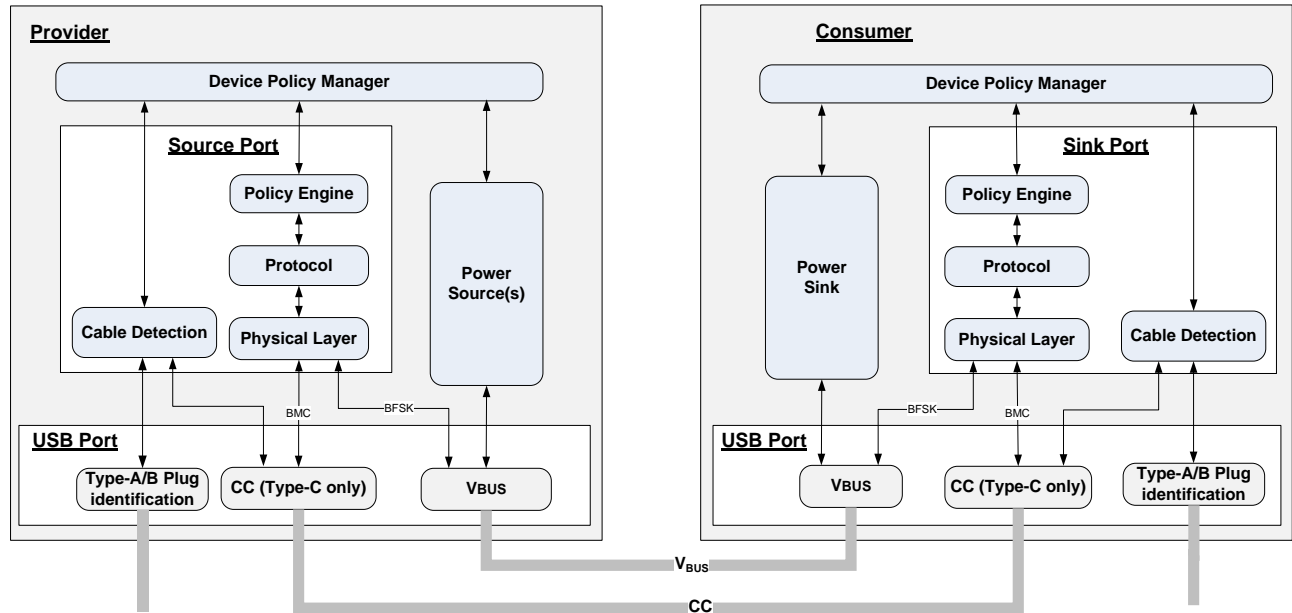 Provider
Device Policy Manager
Source Port
Policy Engine
Protocol
Cable Detection
Physical Layer
Power
Source(s)
BMC
BFSK
USB Port
Type-A/B Plug
identification
CC (Type-C only)
VBUS
Consumer
Device Policy Manager
Sink Port
Power
Sink
Policy Engine
Protocol
Physical Layer
Cable Detection
BFSK
BMC
USB Port
VBUS
CC (Type-C only)
Type-A/B Plug
identification
VBUS
CC